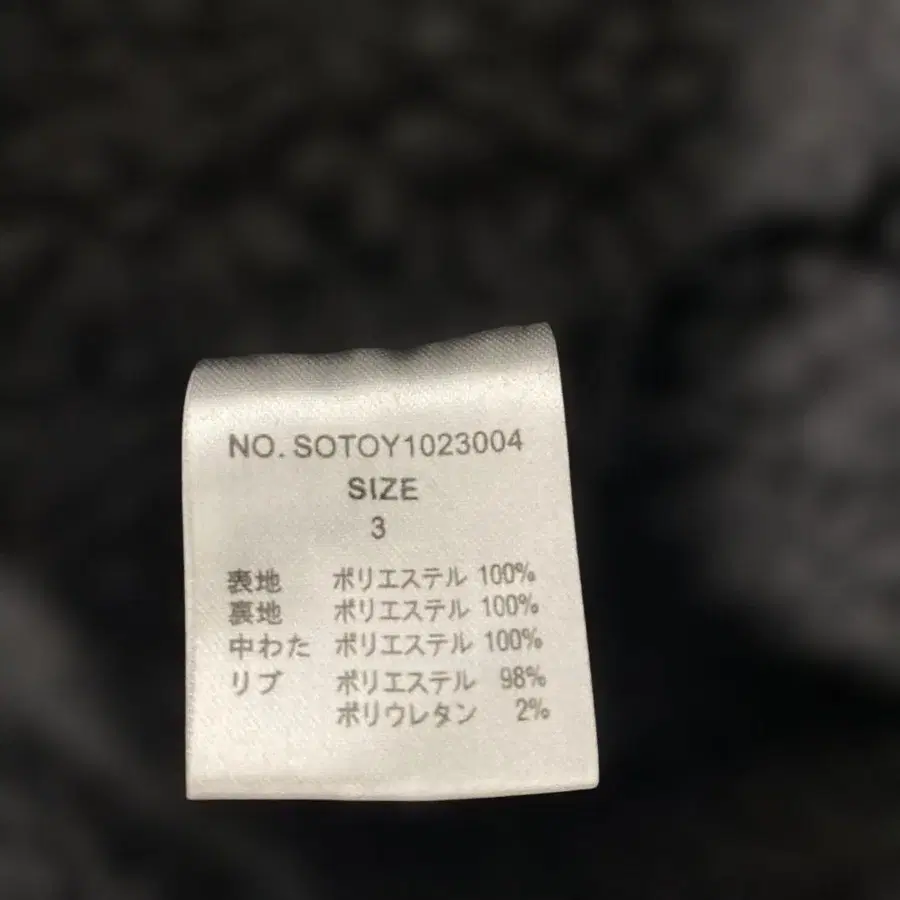 NO. SOTOY1023004
SIZE
3
表地 ポリエステル 100%
裏地 ポリエステル 100%
中わた ポリエステル 100%
リブ ポリエステル 98%
ポリウレタン 2%